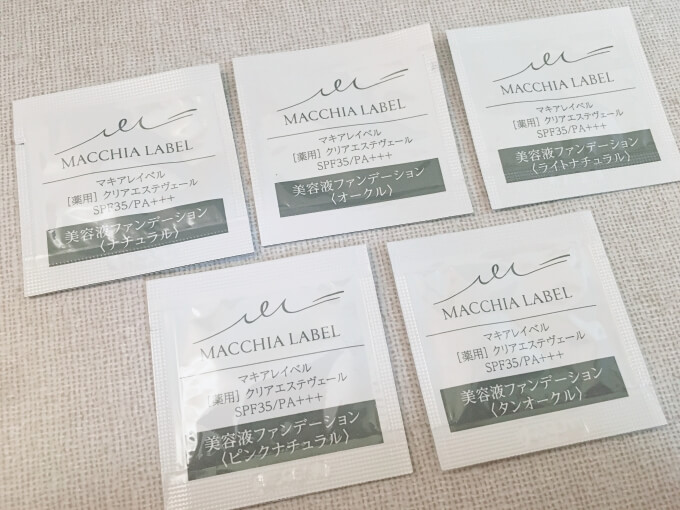 MACCHIA LABEL
マキアレイベル
[薬用] クリアエステヴェール
SPF35/PA+++
美容液ファンデーション
〈ナチュラル〉
MACCHIA LABEL
マキアレイベル
[薬用] クリアエステヴェール
SPF35/PA+++
美容液ファンデーション
〈オークル〉
MACCHIA LABEL
マキアレイベル
[薬用] クリアエステヴェール
SPF35/PA+++
美容液ファンデーション
〈ライトナチュラル〉
MACCHIA LABEL
マキアレイベル
[薬用] クリアエステヴェール
SPF35/PA+++
美容液ファンデーション
〈ピンクナチュラル〉
MACCHIA LABEL
マキアレイベル
[薬用] クリアエステヴェール
SPF35/PA+++
美容液ファンデーション
〈タンオークル〉